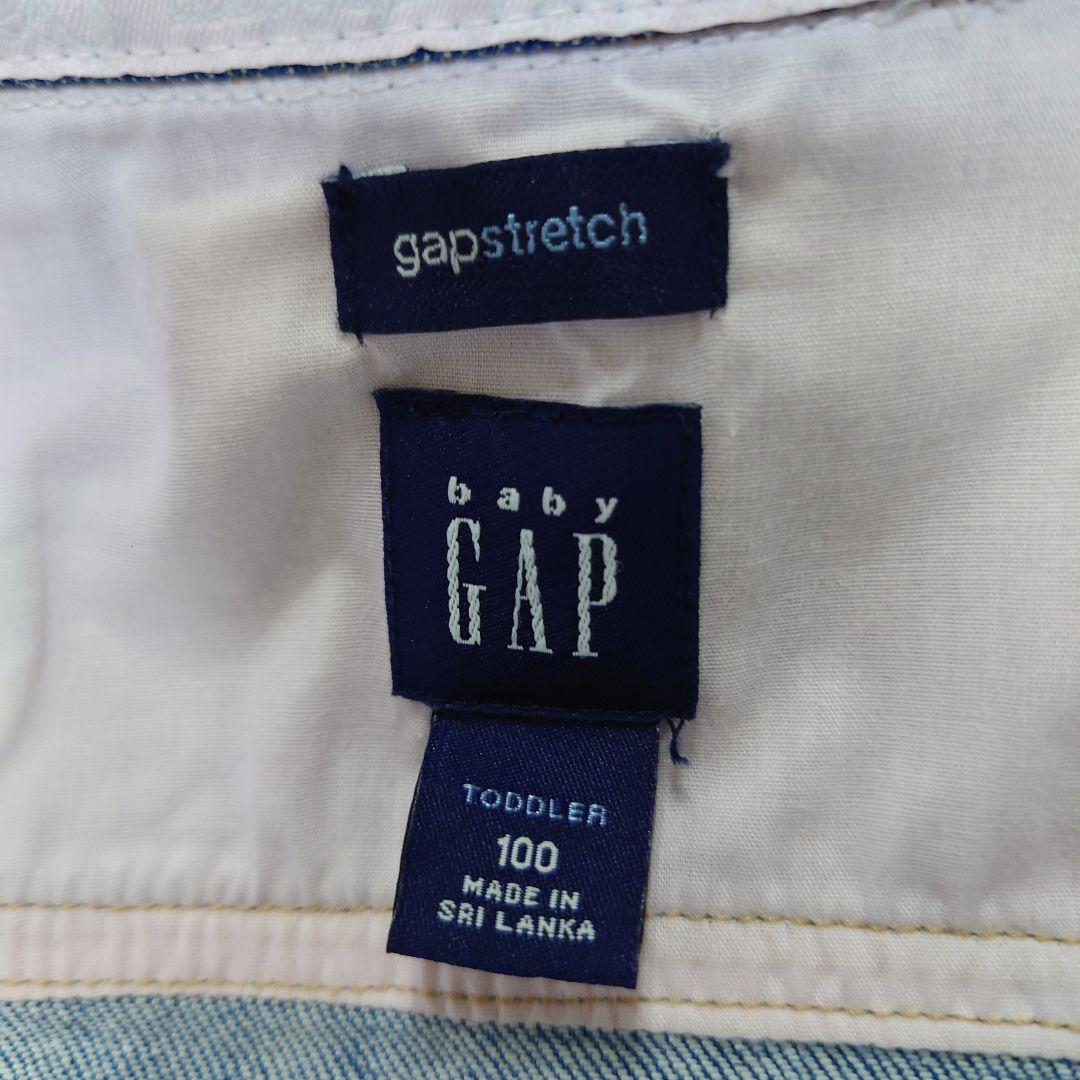 gapstretch
baby
GAP
TODDLER
100
MADE IN
SRI LANKA